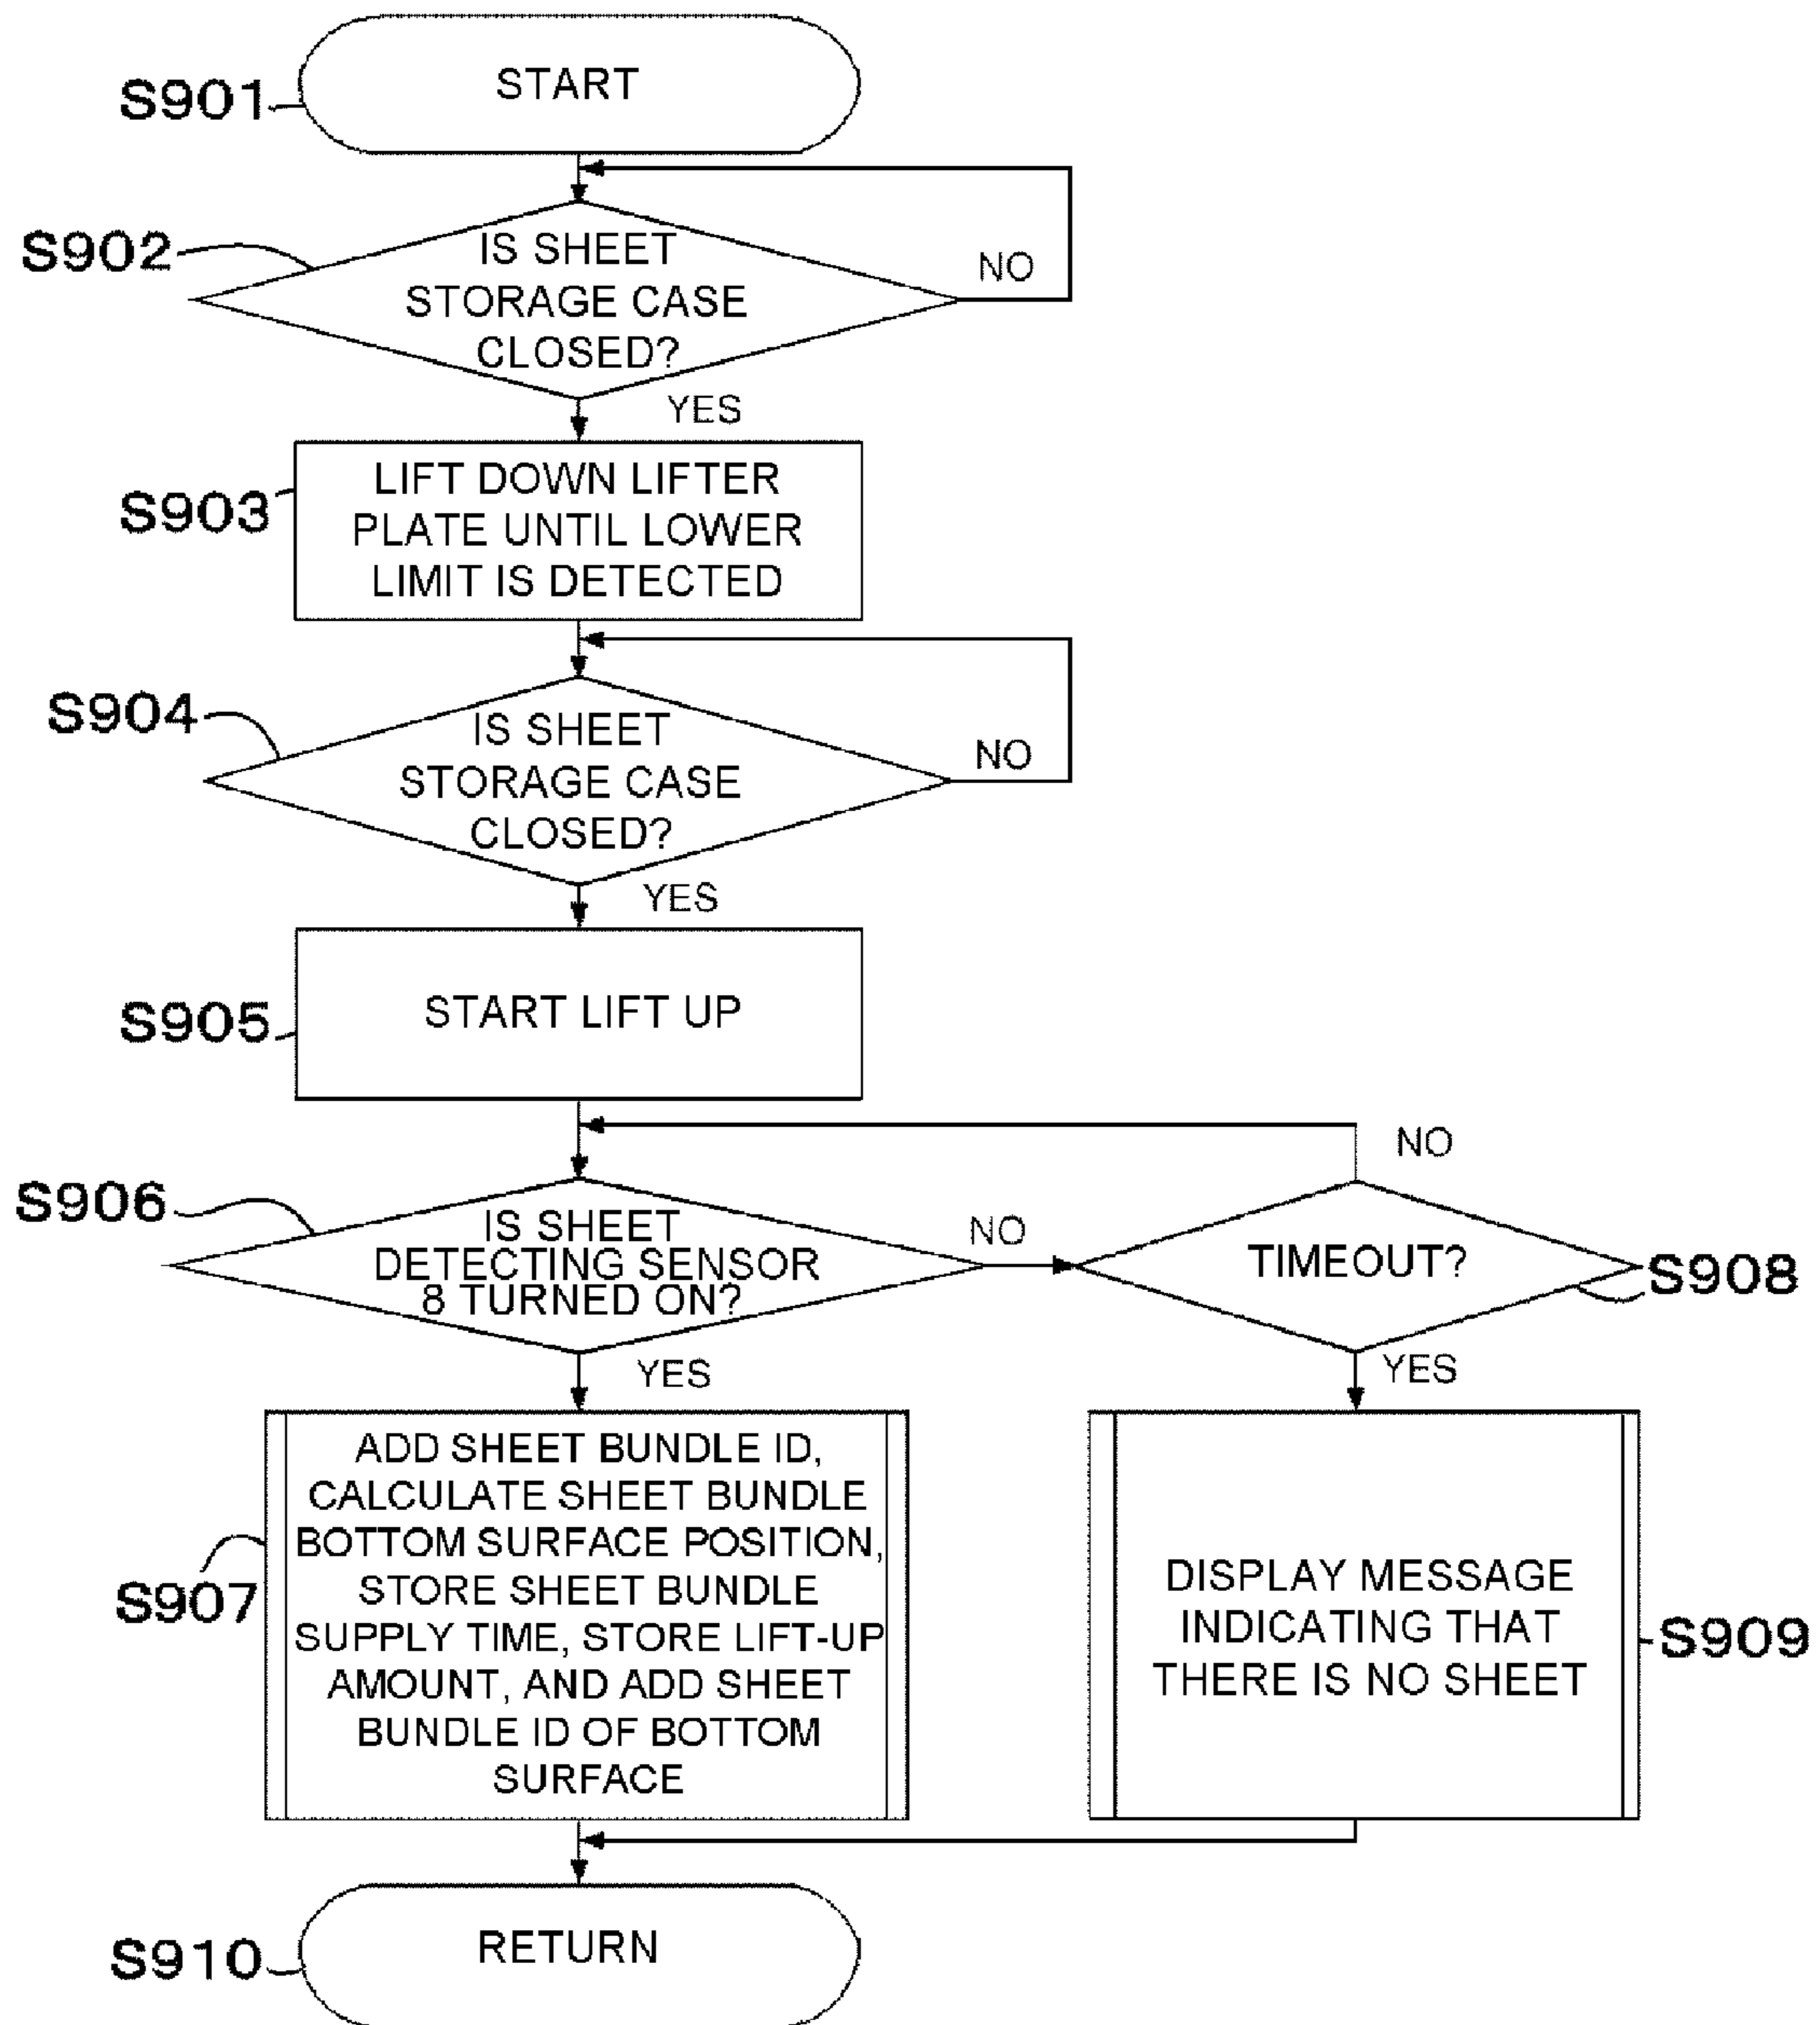 START
S901
S902
IS SHEET
STORAGE CASE
CLOSED?
NO
YES
S903
LIFT DOWN LIFTER
PLATE UNTIL LOWER
LIMIT IS DETECTED
S904
IS SHEET
STORAGE CASE
CLOSED?
NO
YES
S905
START LIFT UP
S906
IS SHEET
DETECTING SENSOR
8 TURNED ON?
NO
YES
TIMEOUT?
NO
S908
YES
S907
ADD SHEET BUNDLE ID,
CALCULATE SHEET BUNDLE
BOTTOM SURFACE POSITION,
STORE SHEET BUNDLE
SUPPLY TIME, STORE LIFT-UP
AMOUNT, AND ADD SHEET
BUNDLE ID OF BOTTOM
SURFACE
DISPLAY MESSAGE
INDICATING THAT
THERE IS NO SHEET
S909
S910
RETURN